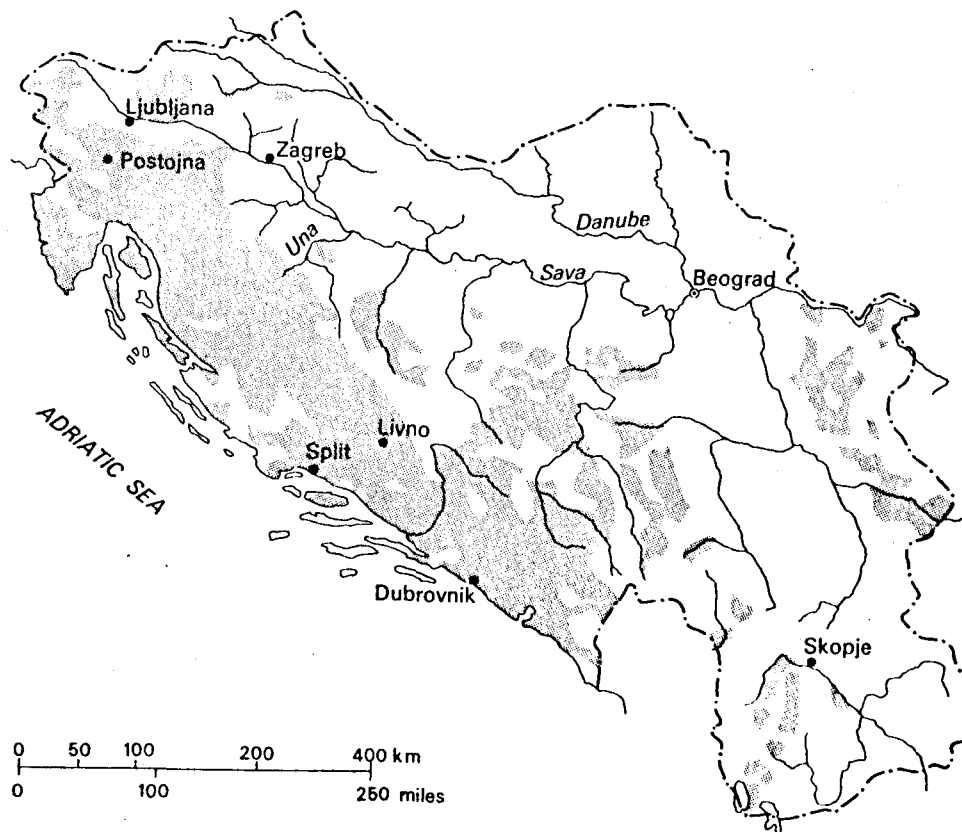 Ljubljana
Postojna
Zagreb
Una
Danube
Sava
Beograd
ADRIATIC SEA
Livno
Split
Dubrovnik
Skopje
0 50 100 200 400 km
0 100 250 miles